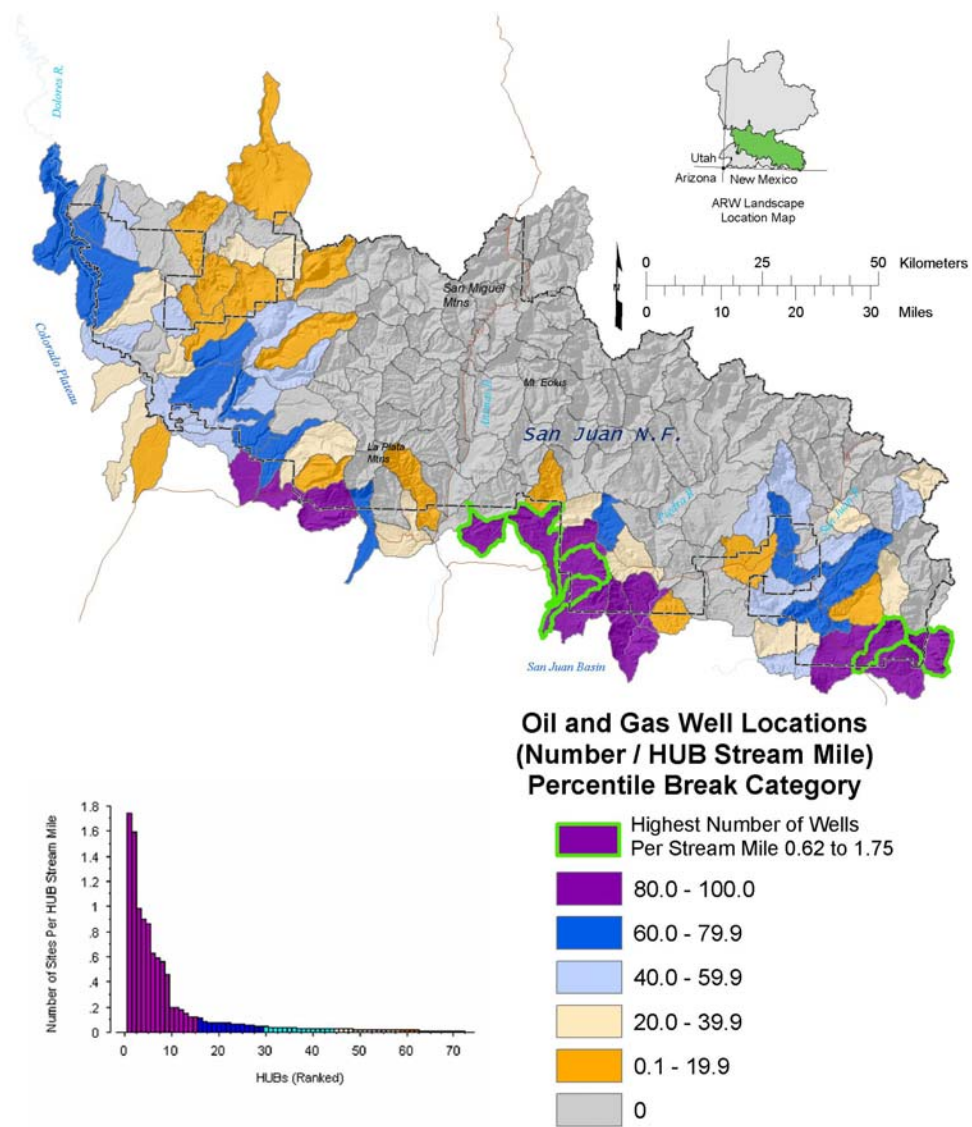 Dolores R.
Utah
Arizona
New Mexico
ARW Landscape
Location Map
0 25 50 Kilometers
0 10 20 30 Miles
San Miguel
Mtns
Colorado Plateau
Mt. Eolus
Animas R.
San Juan N.F.
La Plata
Mtns
Piedra R.
San Juan R.
San Juan Basin
Oil and Gas Well Locations
(Number / HUB Stream Mile)
Percentile Break Category
Highest Number of Wells
Per Stream Mile 0.62 to 1.75
80.0 - 100.0
60.0 - 79.9
40.0 - 59.9
20.0 - 39.9
0.1 - 19.9
0
Number of Sites Per HUB Stream Mile
1.8
1.6
1.4
1.2
1
.8
.6
.4
.2
0
0 10 20 30 40 50 60 70
HUBs (Ranked)